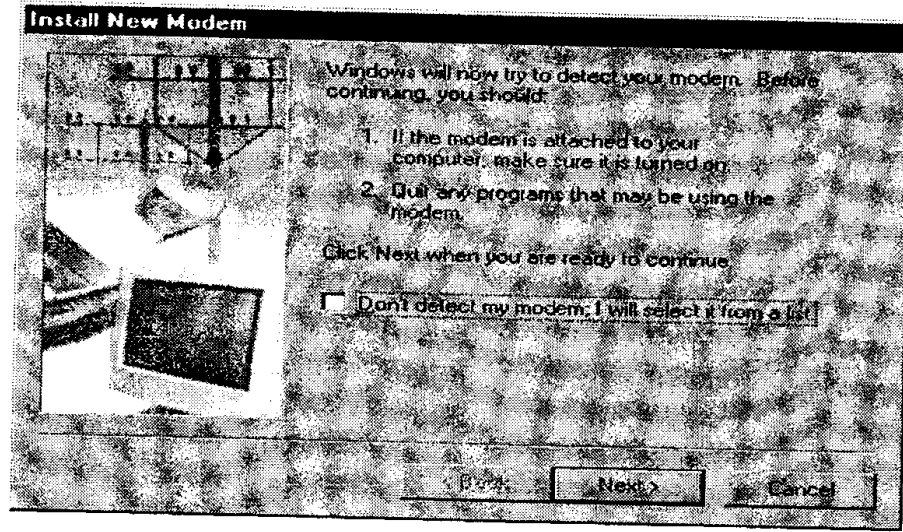 Install New Modem
Windows will now try to detect your modem. Before
continuing, you should:
1. If the modem is attached to your
computer, make sure it is turned on.
2. Quit any programs that may be using the
modem.
Click Next when you are ready to continue.
Don't detect my modem; I will select it from a list.
< Back
Next >
Cancel